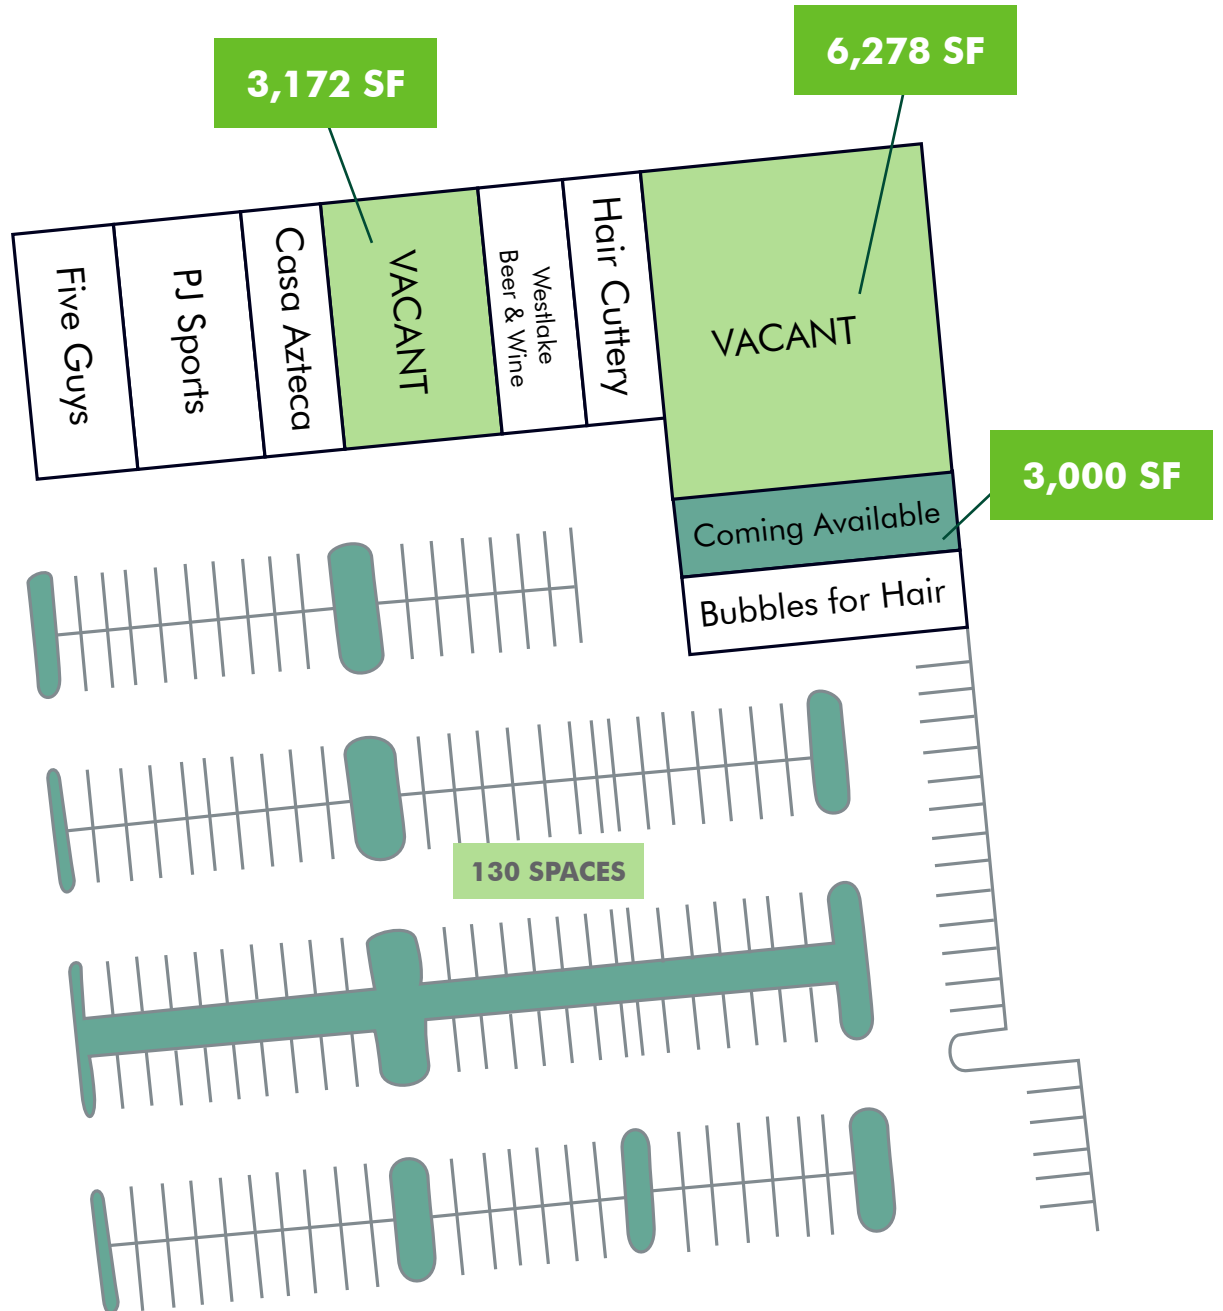 3,172 SF
6,278 SF
Five Guys
PJ Sports
Casa Azteca
VACANT
Westlake
Beer & Wine
Hair Cuttery
VACANT
3,000 SF
Coming Available
Bubbles for Hair
130 SPACES